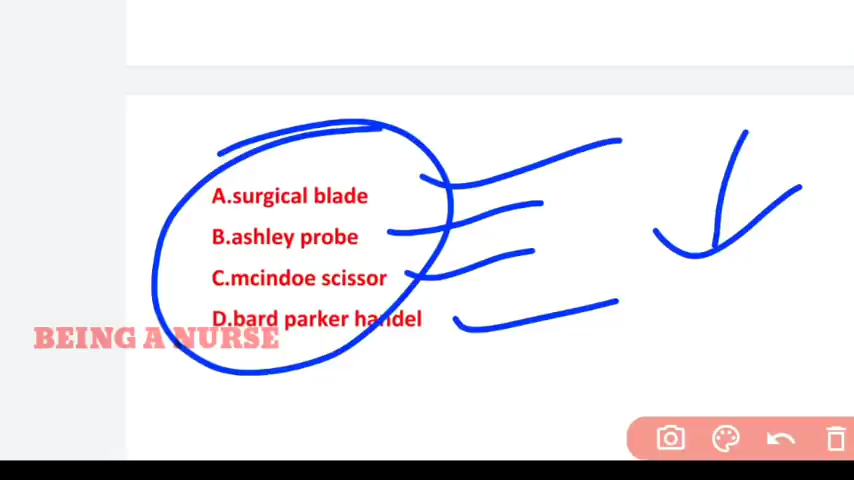 A.surgical blade
B.ashley probe
C.mcindoe scissor
D.bard parker handel
BEING A NURSE